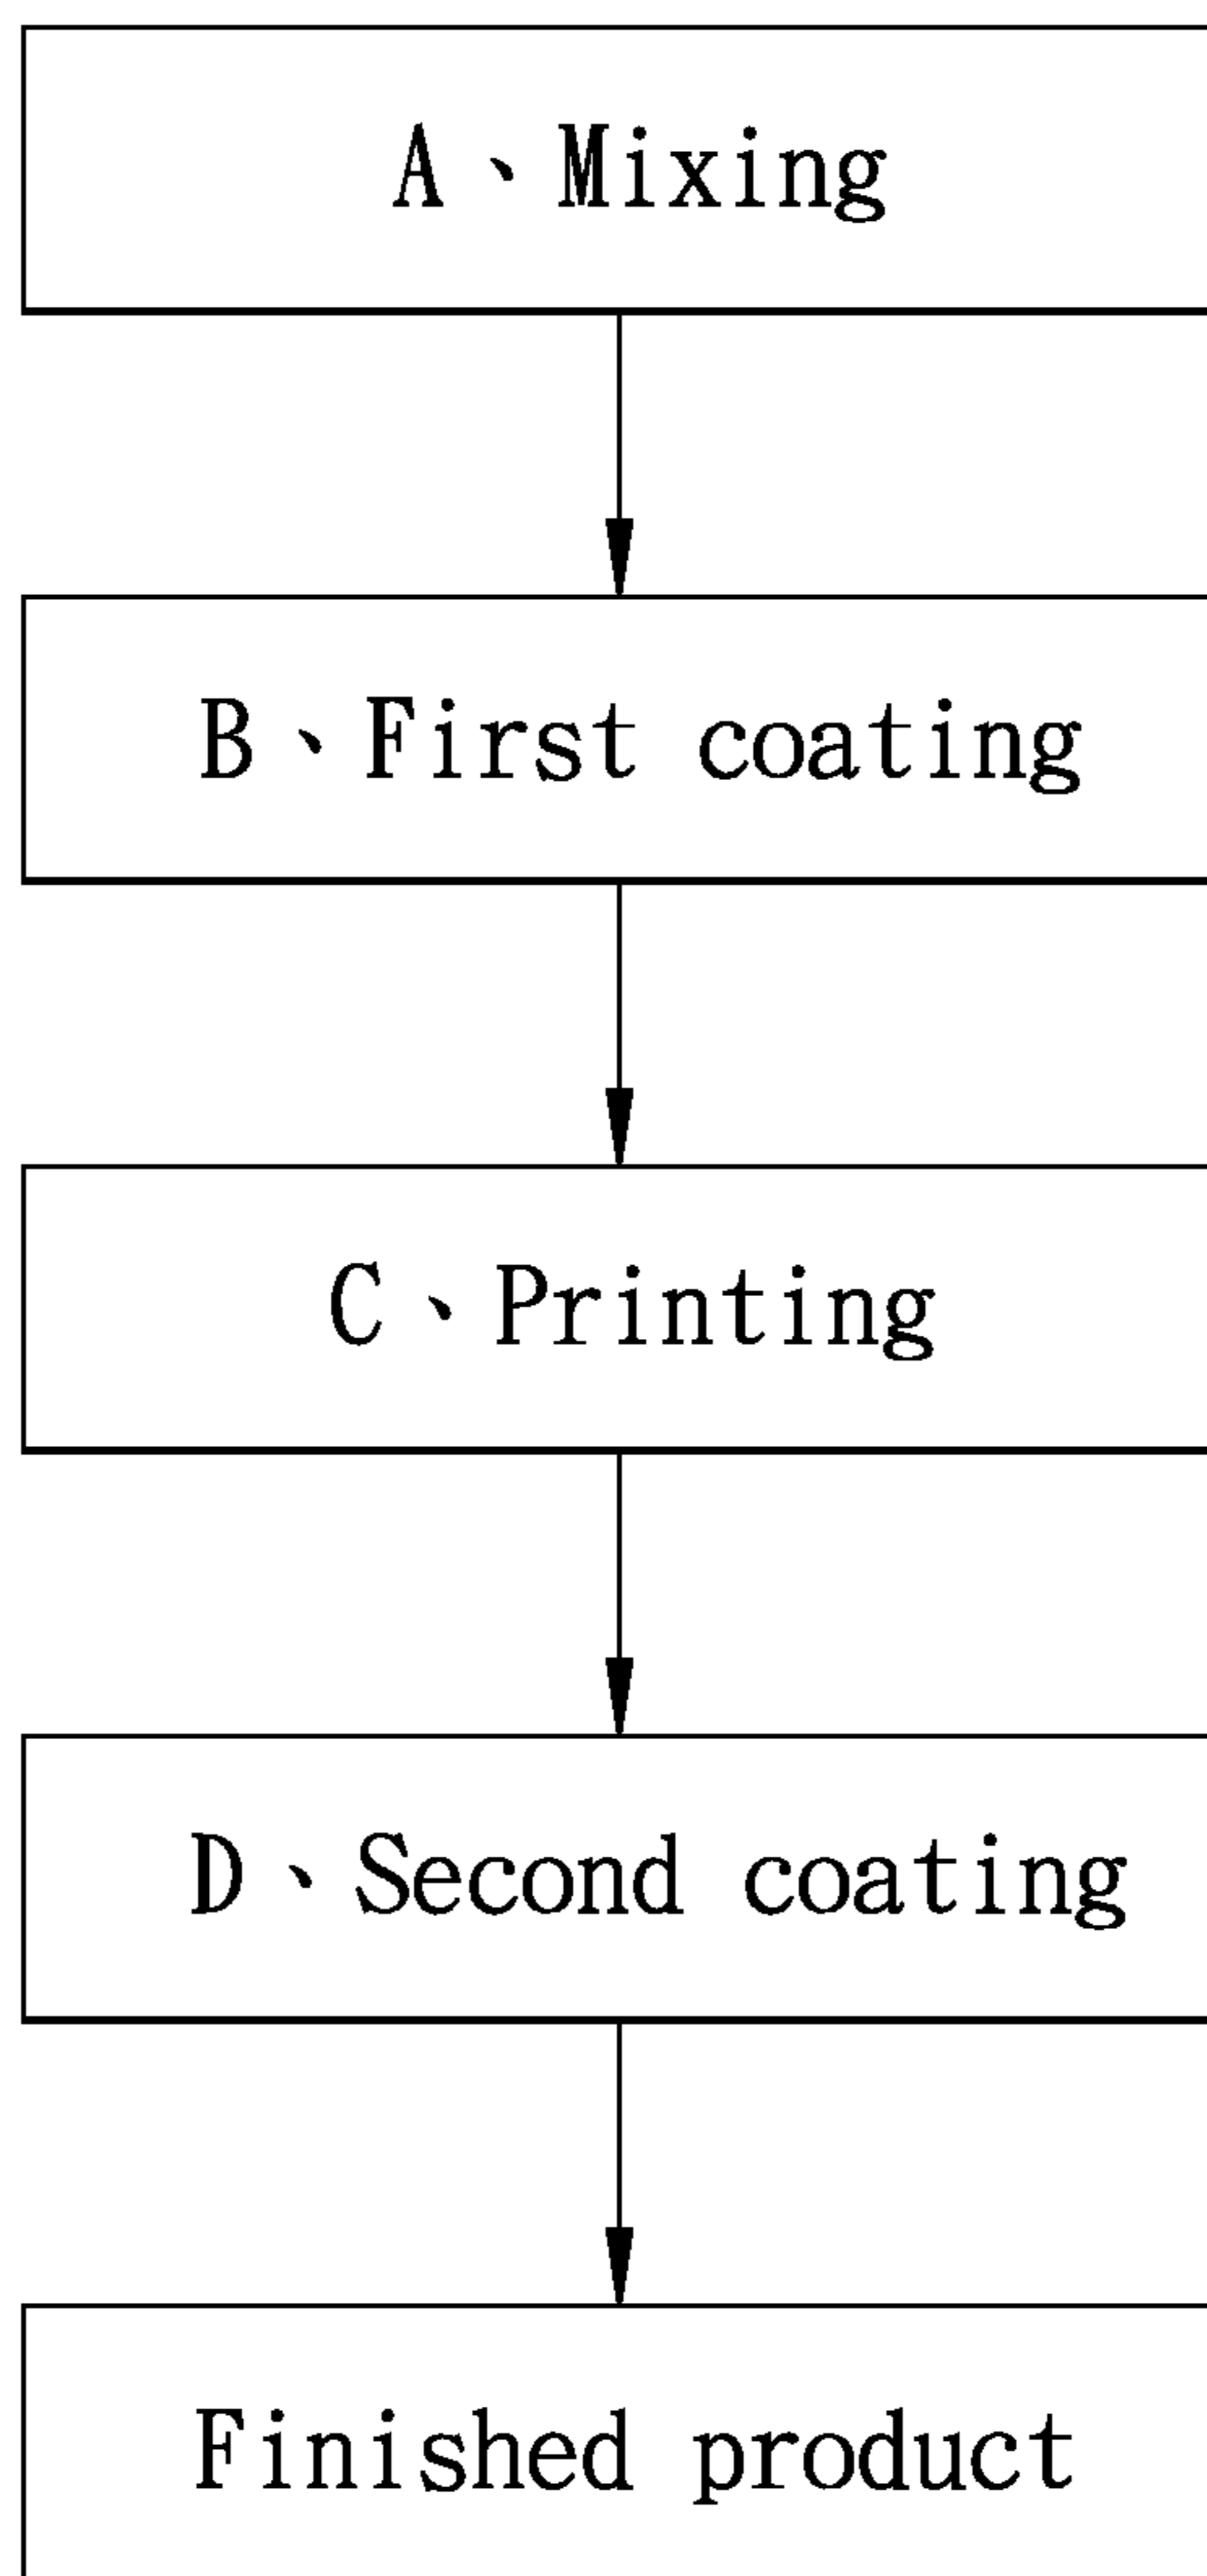 A、Mixing
B、First coating
C、Printing
D、Second coating
Finished product